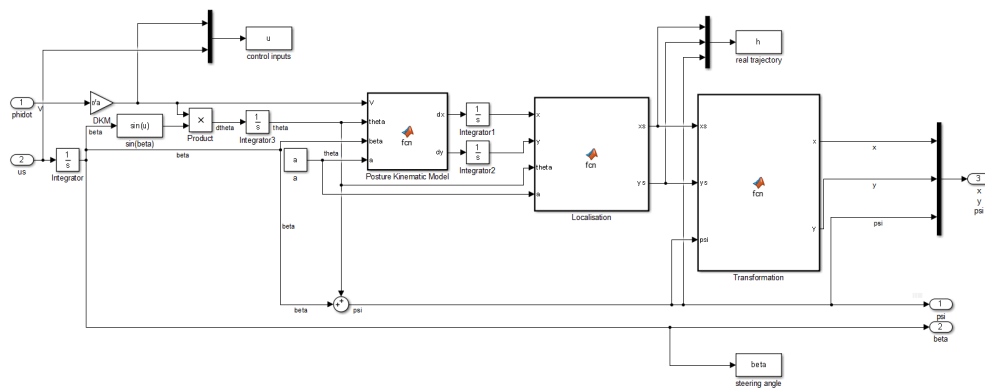 u
control inputs
h
real trajectory
1
phidot
V
DKM
beta
sin(u)
sin(beta)
×
Product
dtheta
1
s
Integrator3
theta
2
us
1
s
Integrator
beta
theta
a
a
V
theta
beta
a
fcn
dx
dy
Posture Kinematic Model
1
s
Integrator1
1
s
Integrator2
x
y
theta
a
fcn
xs
ys
Localisation
xs
ys
psi
fcn
x
y
Transformation
x
y
psi
3
x
y
psi
beta
beta
psi
1
psi
2
beta
beta
steering angle